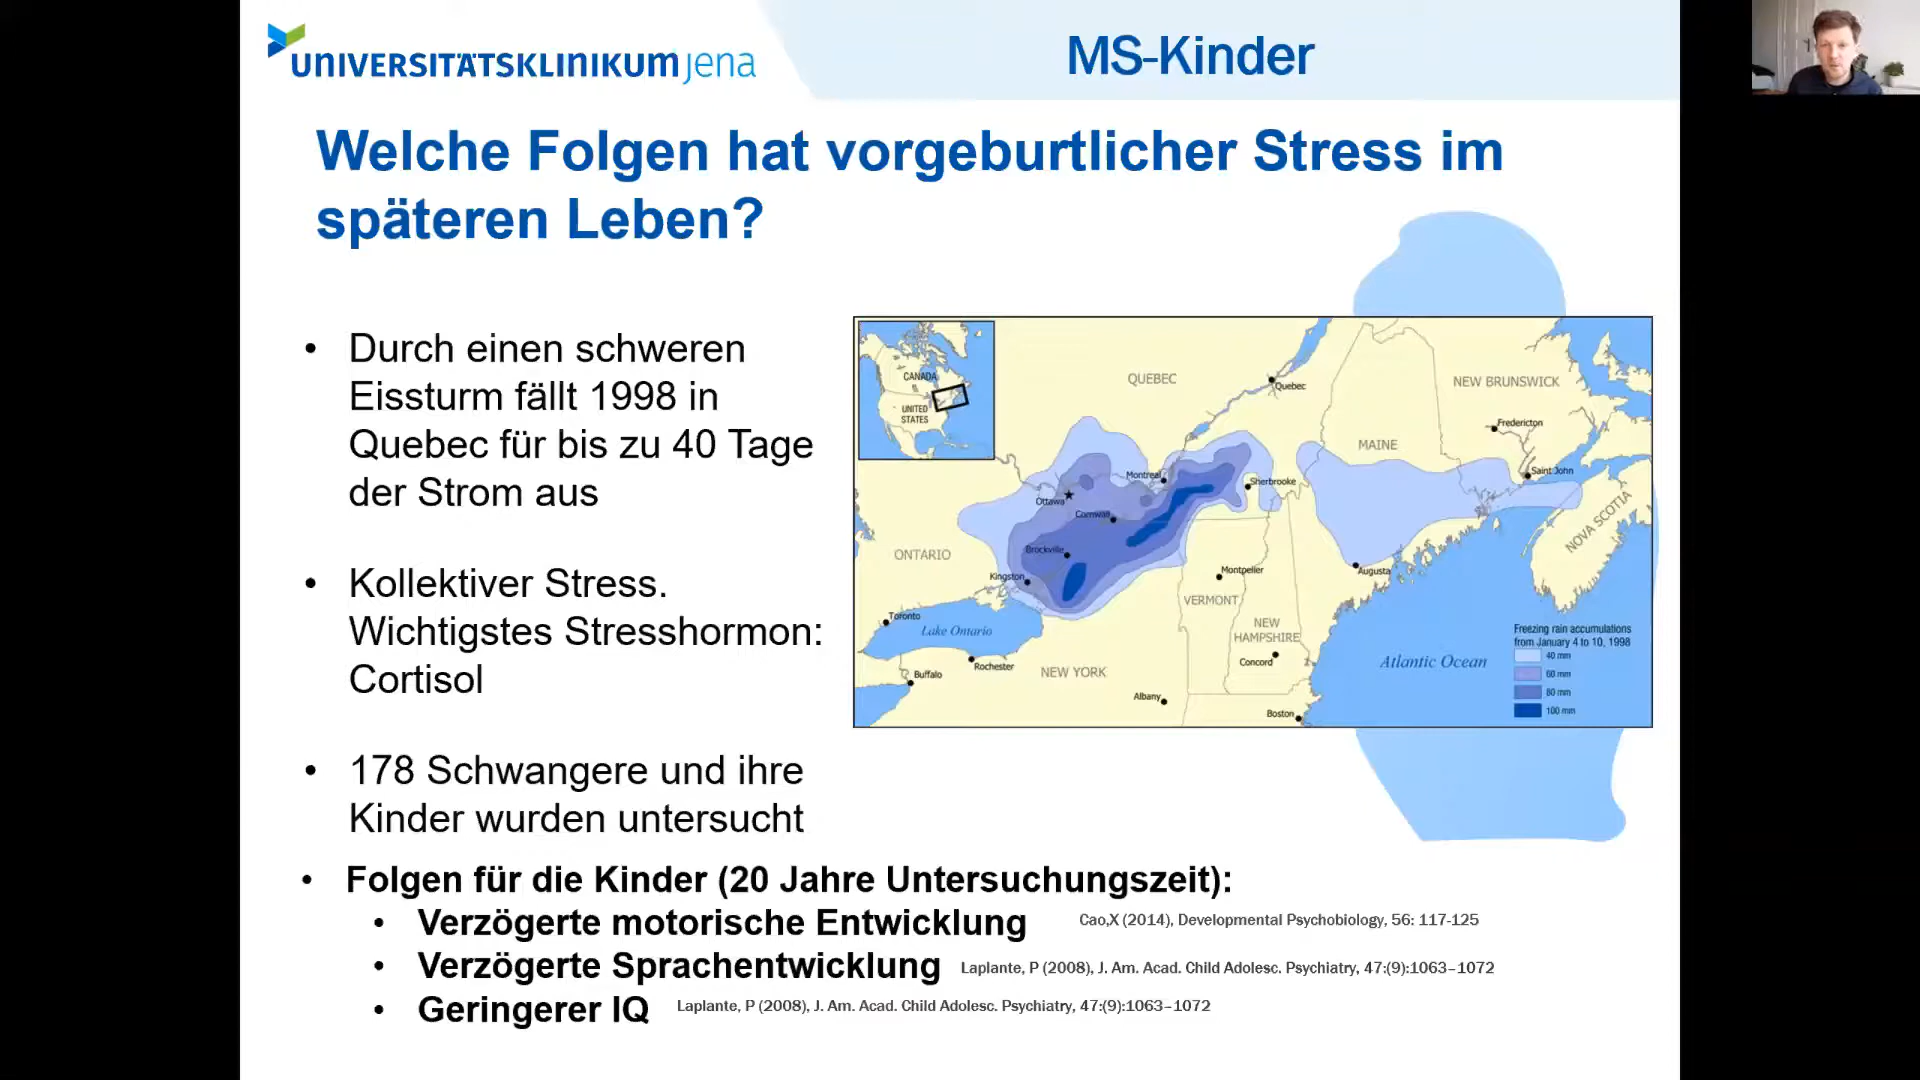 UNIVERSITÄTSKLINIKUM jena
MS-Kinder
Welche Folgen hat vorgeburtlicher Stress im
späteren Leben?
• Durch einen schweren
Eissturm fällt 1998 in
Quebec für bis zu 40 Tage
der Strom aus
• Kollektiver Stress.
Wichtigstes Stresshormon:
Cortisol
• 178 Schwangere und ihre
Kinder wurden untersucht
CANADA
UNITED
STATES
QUEBEC
Quebec
NEW BRUNSWICK
Fredericton
MAINE
Saint John
Montreal
Sherbrooke
Ottawa
Cornwall
NOVA SCOTIA
ONTARIO
Brockville
Kingston
Montpelier
Augusta
VERMONT
Toronto
Lake Ontario
NEW
HAMPSHIRE
Rochester
NEW YORK
Concord
Atlantic Ocean
Buffalo
Albany
Boston
Freezing rain accumulations
from January 4 to 10, 1998
40 mm
60 mm
80 mm
100 mm
• Folgen für die Kinder (20 Jahre Untersuchungszeit):
• Verzögerte motorische Entwicklung Cao,X (2014), Developmental Psychobiology, 56: 117-125
• Verzögerte Sprachentwicklung Laplante, P (2008), J. Am. Acad. Child Adolesc. Psychiatry, 47:(9):1063–1072
• Geringerer IQ Laplante, P (2008), J. Am. Acad. Child Adolesc. Psychiatry, 47:(9):1063–1072